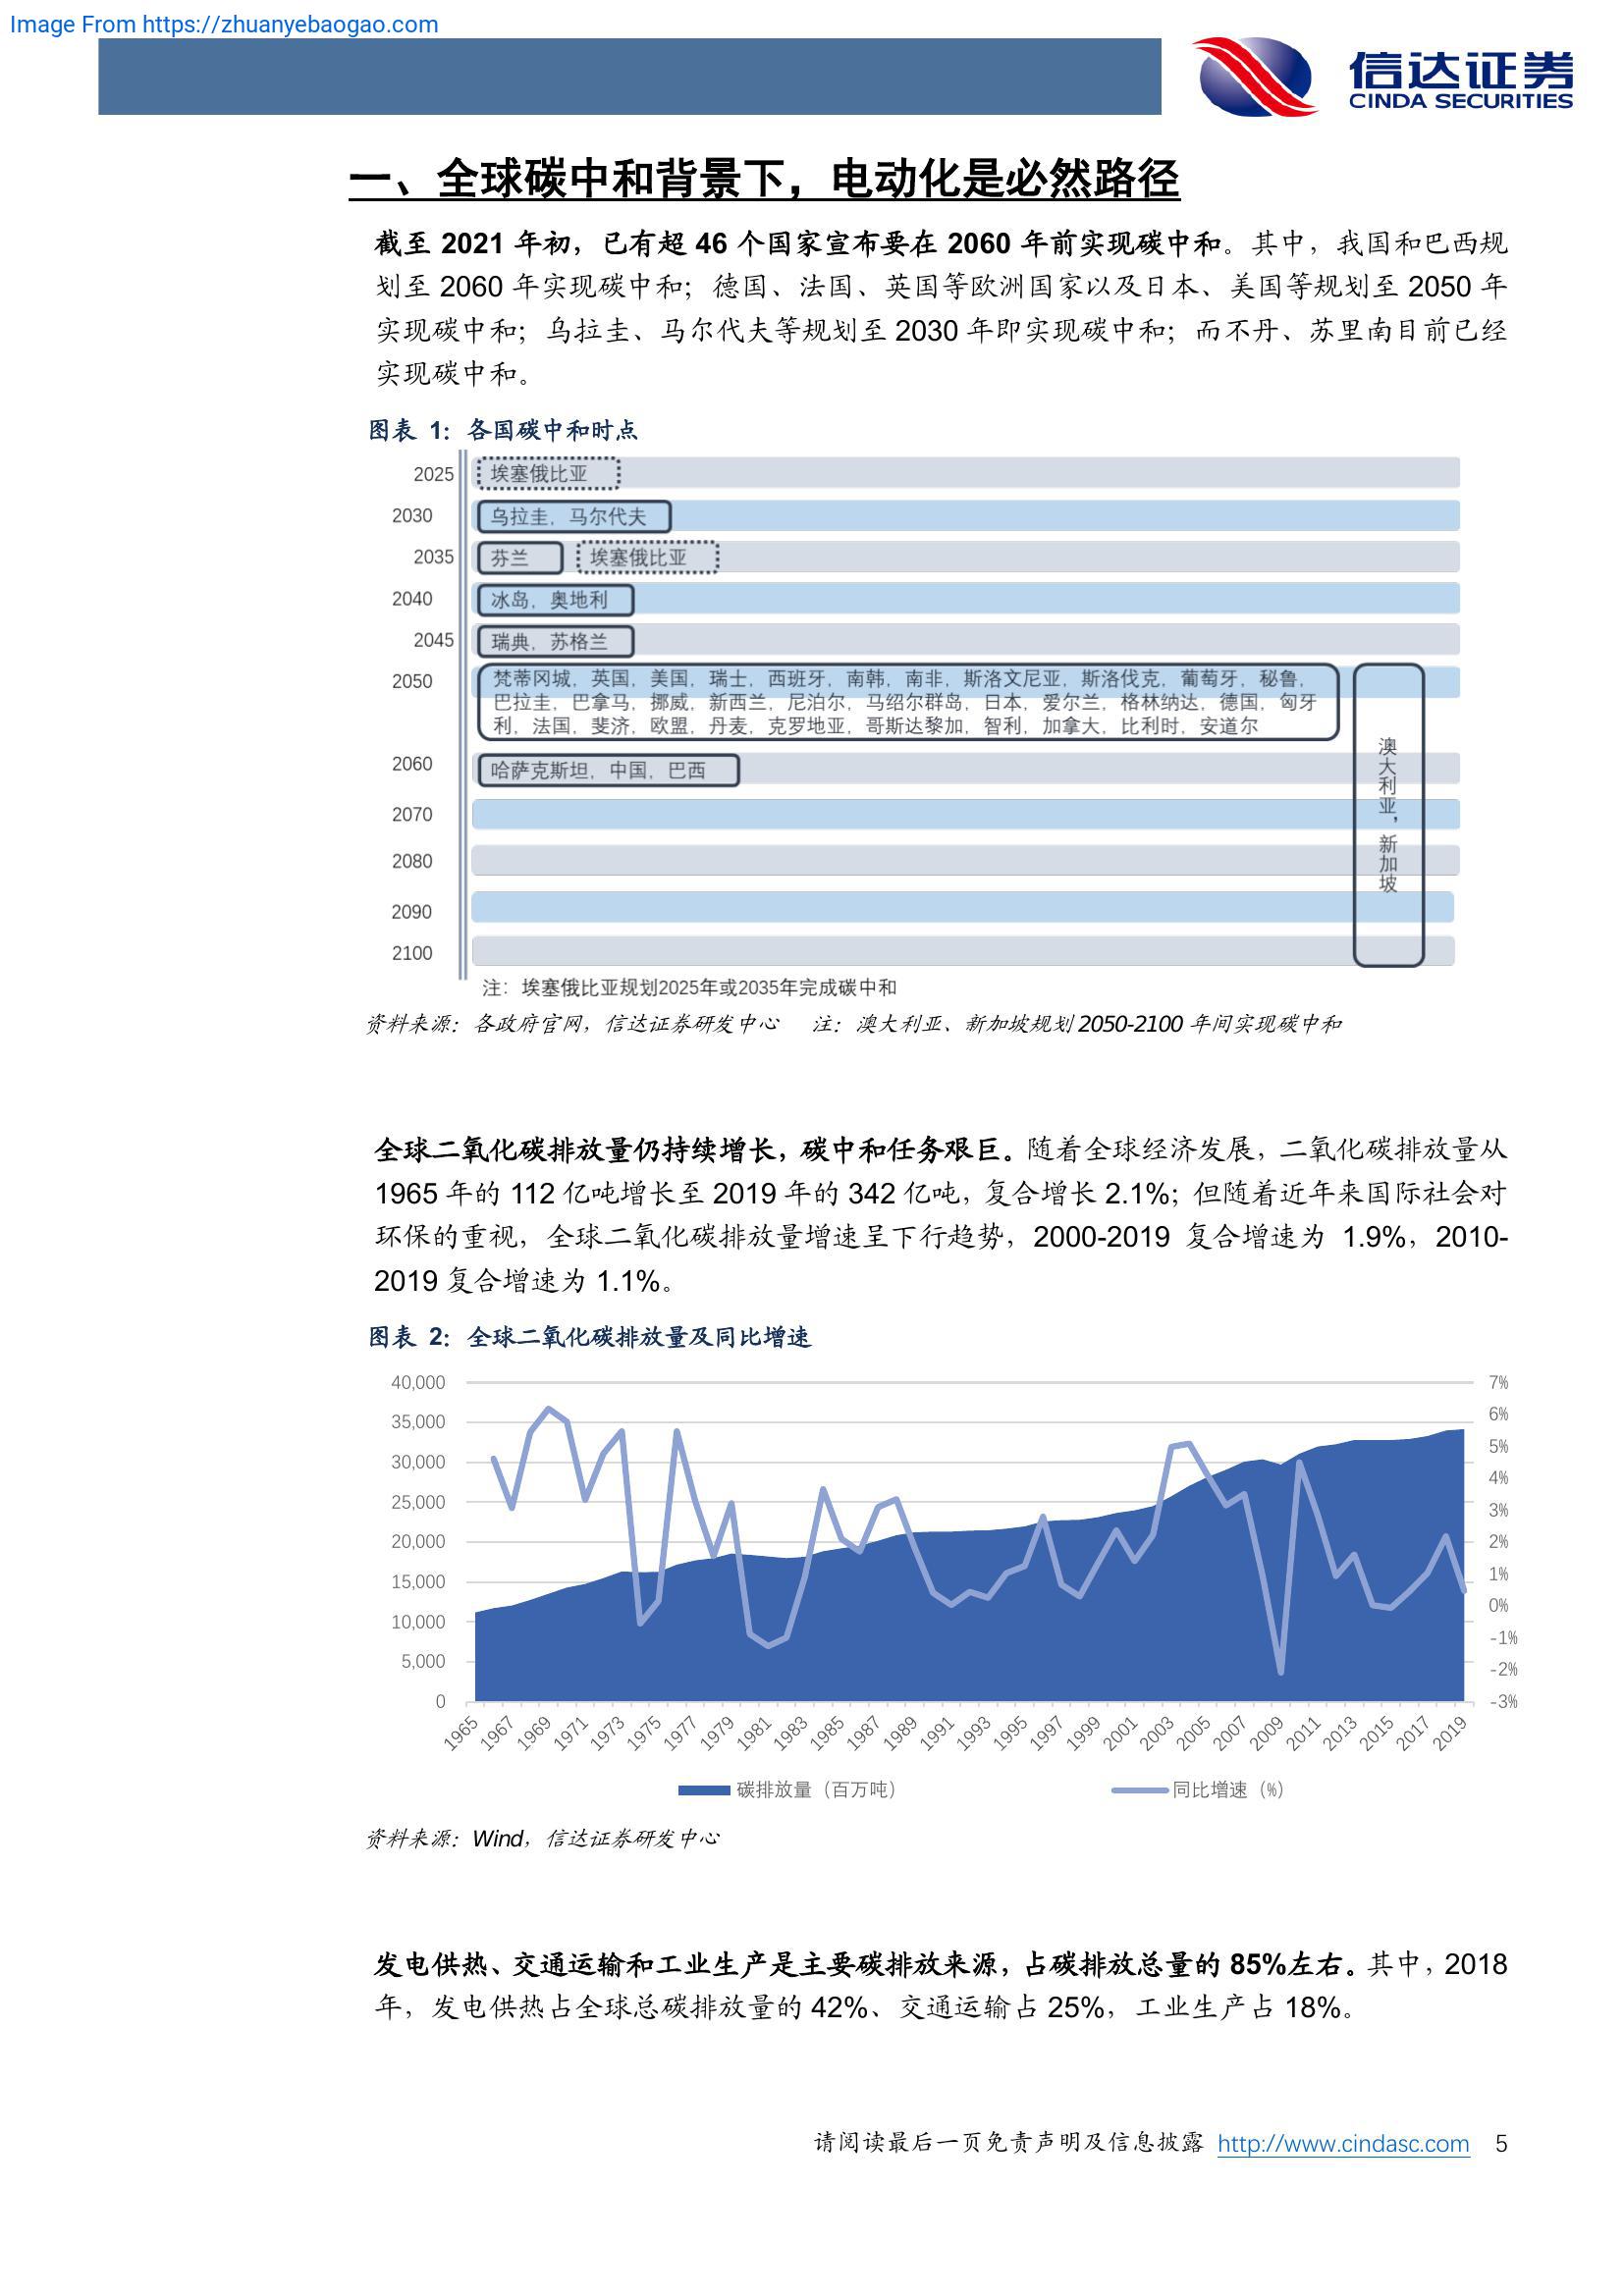 Image From https://zhuanyebaogao.com
信达证券
CINDA SECURITIES
一、全球碳中和背景下，电动化是必然路径
截至 2021 年初，已有超 46 个国家宣布要在 2060 年前实现碳中和。其中，我国和巴西规
划至 2060 年实现碳中和；德国、法国、英国等欧洲国家以及日本、美国等规划至 2050 年
实现碳中和；乌拉圭、马尔代夫等规划至 2030 年即实现碳中和；而不丹、苏里南目前已经
实现碳中和。
图表 1：各国碳中和时点
2025 埃塞俄比亚
2030 乌拉圭，马尔代夫
2035 芬兰 埃塞俄比亚
2040 冰岛，奥地利
2045 瑞典，苏格兰
2050 梵蒂冈城，英国，美国，瑞士，西班牙，南韩，南非，斯洛文尼亚，斯洛伐克，葡萄牙，秘鲁，
巴拉圭，巴拿马，挪威，新西兰，尼泊尔，马绍尔群岛，日本，爱尔兰，格林纳达，德国，匈牙
利，法国，斐济，欧盟，丹麦，克罗地亚，哥斯达黎加，智利，加拿大，比利时，安道尔
澳大利亚，新加坡
2060 哈萨克斯坦，中国，巴西
2070
2080
2090
2100
注：埃塞俄比亚规划2025年或2035年完成碳中和
资料来源：各政府官网，信达证券研发中心 注：澳大利亚、新加坡规划 2050-2100 年间实现碳中和
全球二氧化碳排放量仍持续增长，碳中和任务艰巨。随着全球经济发展，二氧化碳排放量从
1965 年的 112 亿吨增长至 2019 年的 342 亿吨，复合增长 2.1%；但随着近年来国际社会对
环保的重视，全球二氧化碳排放量增速呈下行趋势，2000-2019 复合增速为 1.9%，2010-
2019 复合增速为 1.1%。
图表 2：全球二氧化碳排放量及同比增速
40,000 7%
35,000 6%
30,000 5%
25,000 4%
20,000 3%
15,000 2%
10,000 1%
5,000 0%
0 -1%
-2%
-3%
1965 1967 1969 1971 1973 1975 1977 1979 1981 1983 1985 1987 1989 1991 1993 1995 1997 1999 2001 2003 2005 2007 2009 2011 2013 2015 2017 2019
碳排放量（百万吨） 同比增速（%）
资料来源：Wind，信达证券研发中心
发电供热、交通运输和工业生产是主要碳排放来源，占碳排放总量的 85%左右。其中，2018
年，发电供热占全球总碳排放量的 42%、交通运输占 25%，工业生产占 18%。
请阅读最后一页免责声明及信息披露 http://www.cindasc.com 5